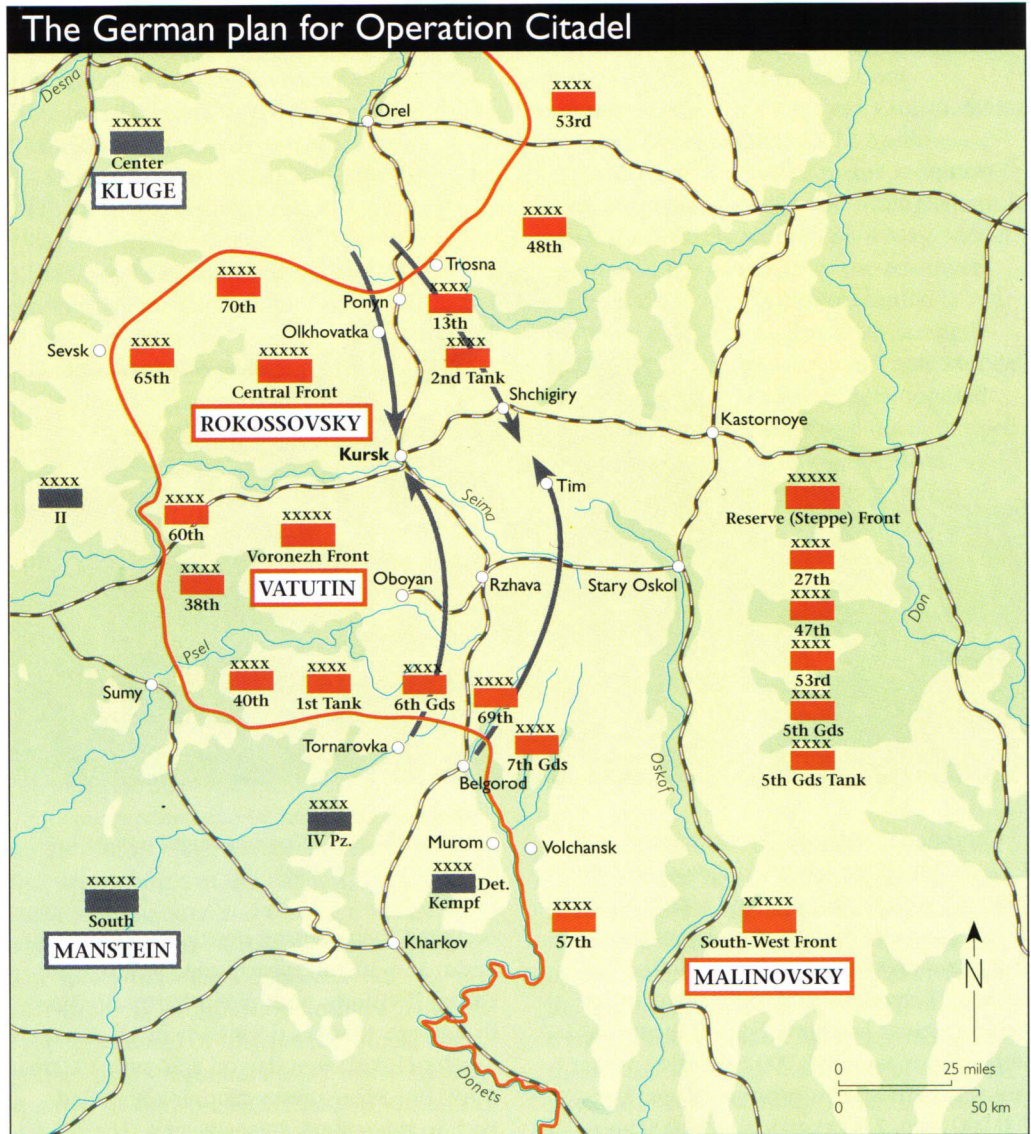 The German plan for Operation Citadel
Desna
XXXX
53rd
Orel
XXXXX
Center
KLUGE
XXXX
48th
Trosna
XXXX
70th
Ponyn
XXXX
13th
Olkhovatka
Sevsk
XXXX
65th
XXXXX
Central Front
ROKOSSOVSKY
XXXX
2nd Tank
Shchigiry
Kastornoye
Kursk
XXXX
II
Seima
Tim
XXXXX
Reserve (Steppe) Front
XXXX
60th
XXXXX
Voronezh Front
VATUTIN
XXXX
38th
Oboyan
Rzhava
Stary Oskol
XXXX
27th
XXXX
47th
XXXX
53rd
XXXX
5th Gds
XXXX
5th Gds Tank
Don
Psel
Sumy
XXXX
40th
XXXX
1st Tank
XXXX
6th Gds
XXXX
69th
XXXX
7th Gds
Tornarovka
Belgorod
Oskof
XXXX
IV Pz.
Murom
Volchansk
XXXX
Det.
Kempf
XXXXX
South
MANSTEIN
Kharkov
XXXX
57th
XXXXX
South-West Front
MALINOVSKY
N
Donets
0 25 miles
0 50 km